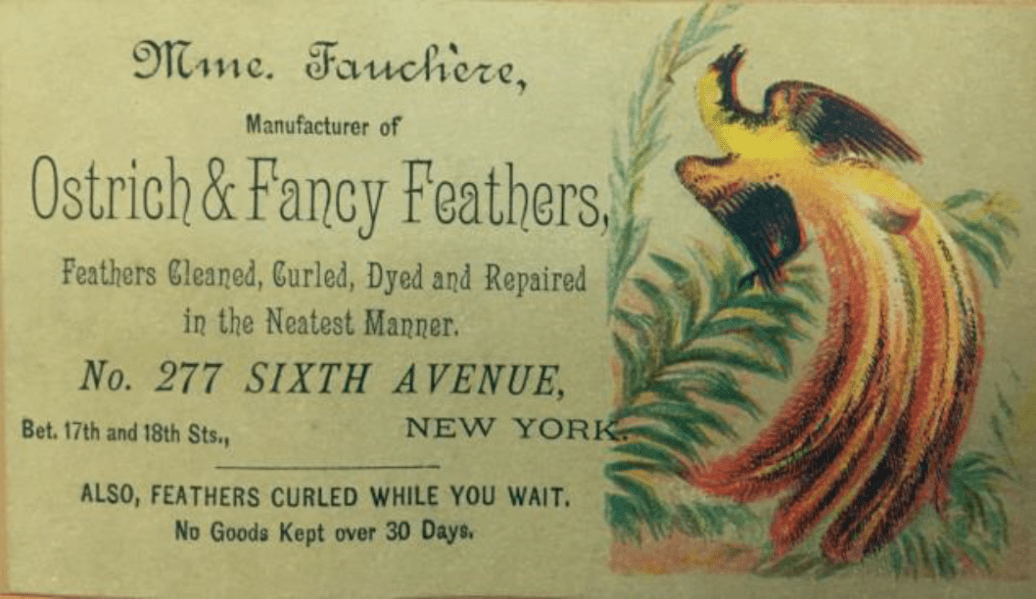 Mme. Fauchère,
Manufacturer of
Ostrich & Fancy Feathers,
Feathers Cleaned, Curled, Dyed and Repaired
in the Neatest Manner.
No. 277 SIXTH AVENUE,
Bet. 17th and 18th Sts., NEW YORK.
ALSO, FEATHERS CURLED WHILE YOU WAIT.
No Goods Kept over 30 Days.